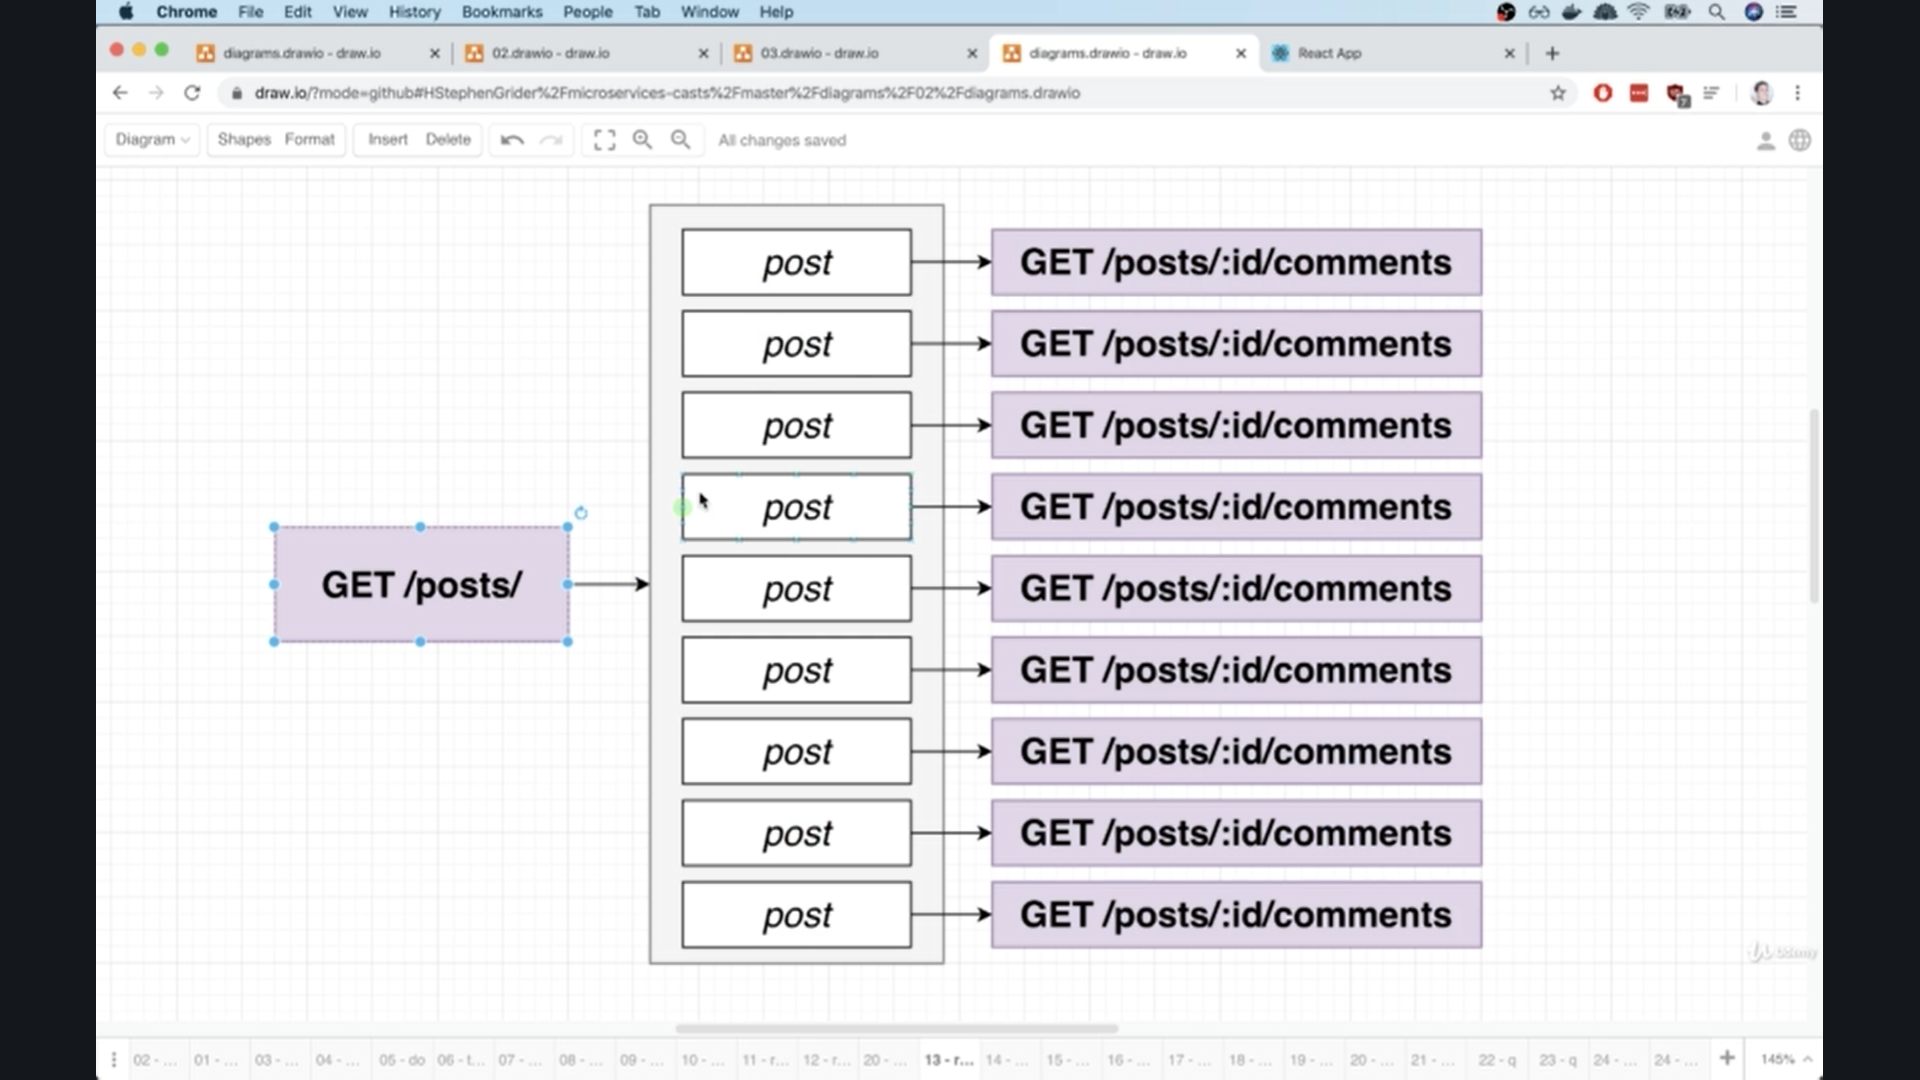 Chrome File Edit View History Bookmarks People Tab Window Help
diagrams.drawio - draw.io
02.drawio - draw.io
03.drawio - draw.io
diagrams.drawio - draw.io
React App
draw.io/?mode=github#HStephenGrider%2Fmicroservices-casts%2Fmaster%2Fdiagrams%2F02%2Fdiagrams.drawio
7
Diagram Shapes Format Insert Delete All changes saved
post GET /posts/:id/comments
post GET /posts/:id/comments
post GET /posts/:id/comments
post GET /posts/:id/comments
GET /posts/
post GET /posts/:id/comments
post GET /posts/:id/comments
post GET /posts/:id/comments
post GET /posts/:id/comments
post GET /posts/:id/comments
Udemy
02 - ... 01 - ... 03 - ... 04 - ... 05 - do 06 - t... 07 - ... 08 - ... 09 - ... 10 - ... 11 - r... 12 - r... 20 - ... 13 - r... 14 - ... 15 - ... 16 - ... 17 - ... 18 - ... 19 - ... 20 - ... 21 - ... 22 - q 23 - q 24 - ... 24 - ... 145%